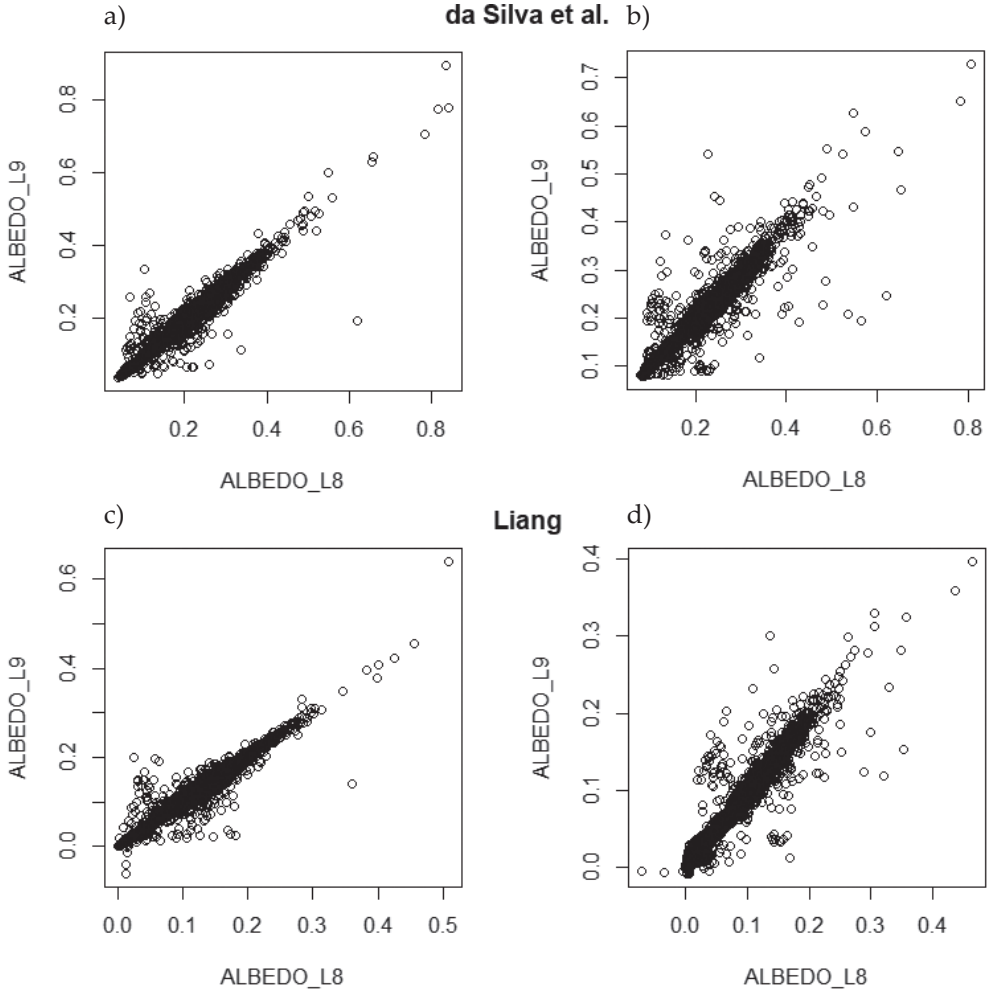 a) da Silva et al. b)
0.2 0.4 0.6 0.8
ALBEDO_L9
0.2 0.4 0.6 0.8
ALBEDO_L8
0.1 0.2 0.3 0.4 0.5 0.6 0.7
ALBEDO_L9
0.2 0.4 0.6 0.8
ALBEDO_L8
c) Liang d)
0.0 0.2 0.4 0.6
ALBEDO_L9
0.0 0.1 0.2 0.3 0.4 0.5
ALBEDO_L8
0.0 0.1 0.2 0.3 0.4
ALBEDO_L9
0.0 0.1 0.2 0.3 0.4
ALBEDO_L8